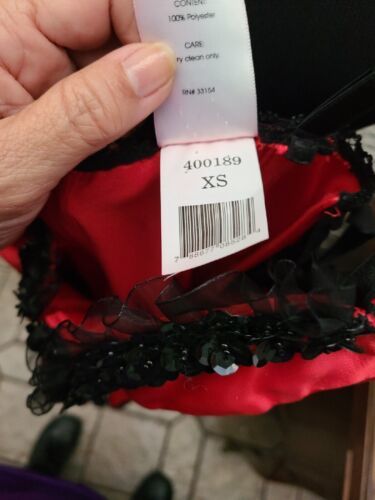 CONTENT:
100% Polyester
CARE:
ry clean only.
RN# 33154
400189
XS